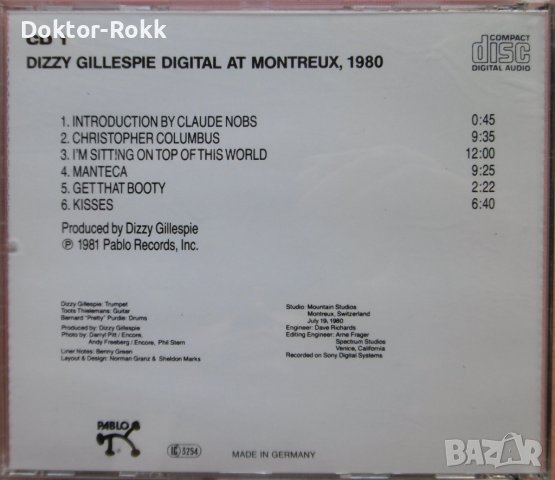 Doktor-Rokk
CD 1
DIZZY GILLESPIE DIGITAL AT MONTREUX, 1980
COMPACT
disc
DIGITAL AUDIO
1. INTRODUCTION BY CLAUDE NOBS 0:45
2. CHRISTOPHER COLUMBUS 9:35
3. I'M SITTING ON TOP OF THIS WORLD 12:00
4. MANTECA 9:25
5. GET THAT BOOTY 2:22
6. KISSES 6:40
Produced by Dizzy Gillespie
℗ 1981 Pablo Records, Inc.
Dizzy Gillespie: Trumpet
Toots Thielemans: Guitar
Bernard "Pretty" Purdie: Drums
Produced by: Dizzy Gillespie
Photo by: Darryl Pitt / Encore,
Andy Freeberg / Encore, Phil Stern
Liner Notes: Benny Green
Layout & Design: Norman Granz & Sheldon Marks
Studio: Mountain Studios
Montreux, Switzerland
July 19, 1980
Engineer: Dave Richards
Editing Engineer: Arne Frager
Spectrum Studios
Venice, California
Recorded on Sony Digital Systems
PABLO
LC 3254
MADE IN GERMANY
BAZAR